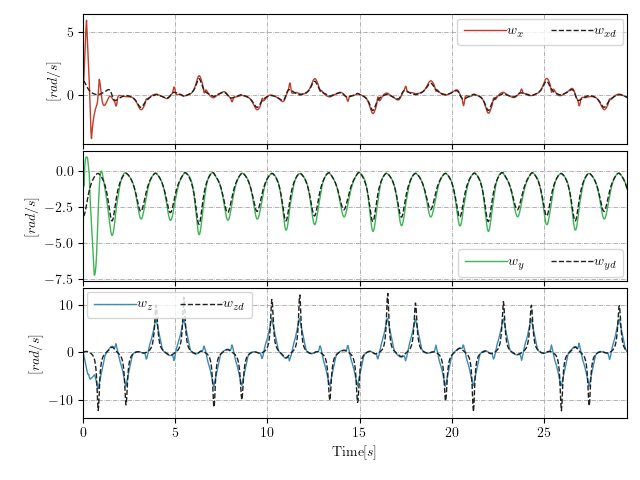 5
0
[rad/s]
w_x w_xd
0.0
−2.5
−5.0
−7.5
[rad/s]
w_y w_yd
10
0
−10
[rad/s]
w_z w_zd
0 5 10 15 20 25
Time[s]